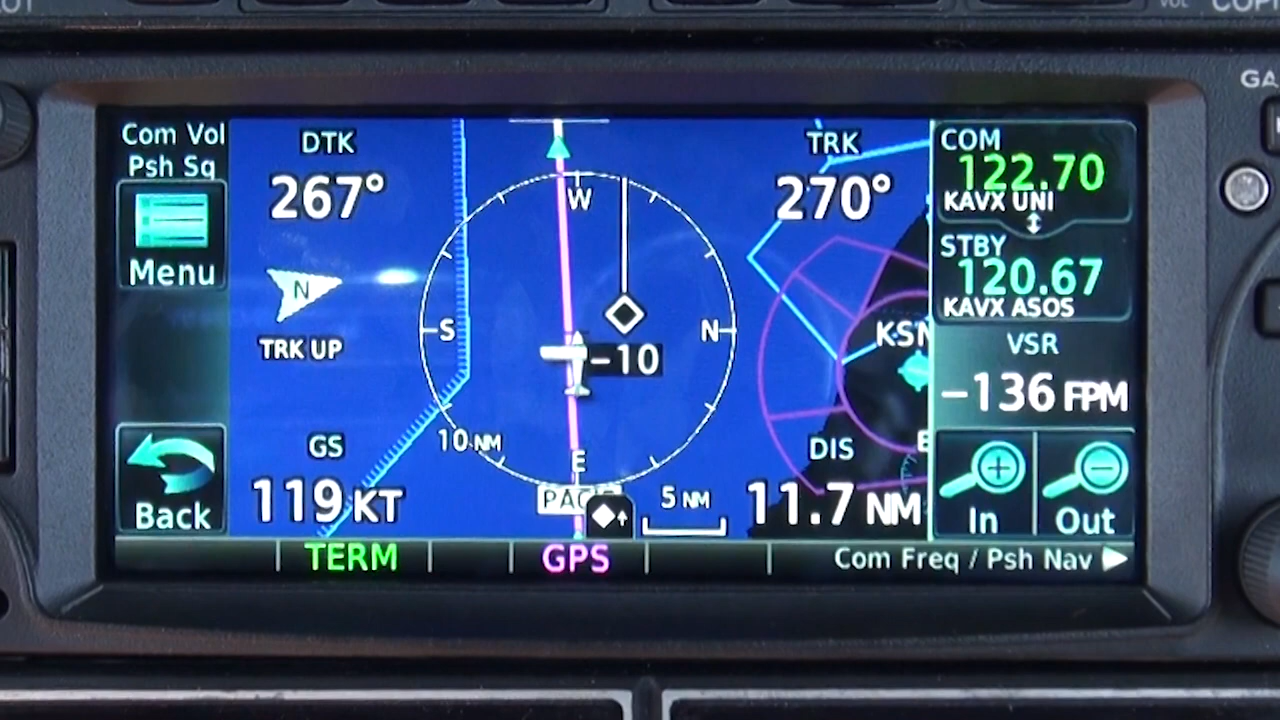 Com Vol
Psh Sq
Menu
Back
DTK
267°
N
TRK UP
GS
119 KT
W
S
N
E
-10
10 NM
5 NM
TRK
270°
DIS
11.7 NM
COM
122.70
KAVX UNI
STBY
120.67
KAVX ASOS
VSR
-136 FPM
In
Out
TERM
GPS
Com Freq / Psh Nav